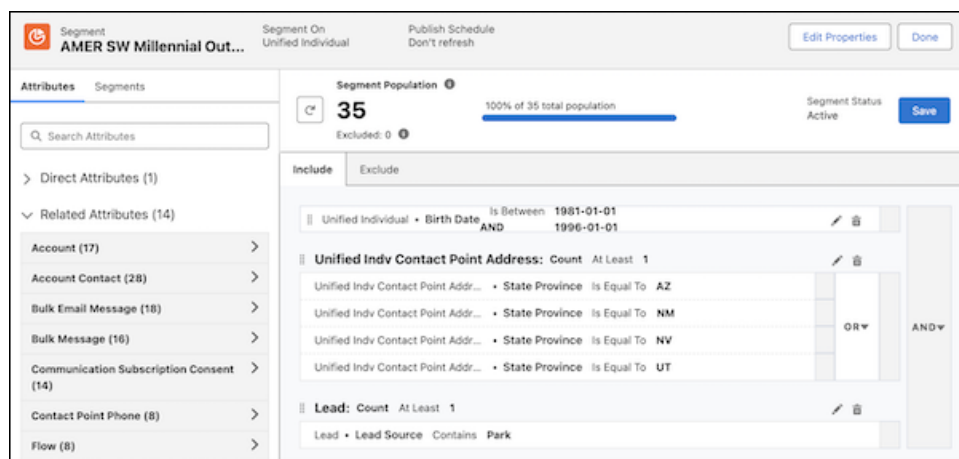 Segment
AMER SW Millennial Out...
Segment On
Unified Individual
Publish Schedule
Don't refresh
Edit Properties
Done
Attributes
Segments
Search Attributes
Direct Attributes (1)
Related Attributes (14)
Account (17)
Account Contact (28)
Bulk Email Message (18)
Bulk Message (16)
Communication Subscription Consent
(14)
Contact Point Phone (8)
Flow (8)
Segment Population
35
Excluded: 0
100% of 35 total population
Segment Status
Active
Save
Include
Exclude
Unified Individual • Birth Date Is Between 1981-01-01
AND 1996-01-01
Unified Indv Contact Point Address: Count At Least 1
Unified Indv Contact Point Addr... • State Province Is Equal To AZ
Unified Indv Contact Point Addr... • State Province Is Equal To NM
Unified Indv Contact Point Addr... • State Province Is Equal To NV
Unified Indv Contact Point Addr... • State Province Is Equal To UT
OR
AND
Lead: Count At Least 1
Lead • Lead Source Contains Park